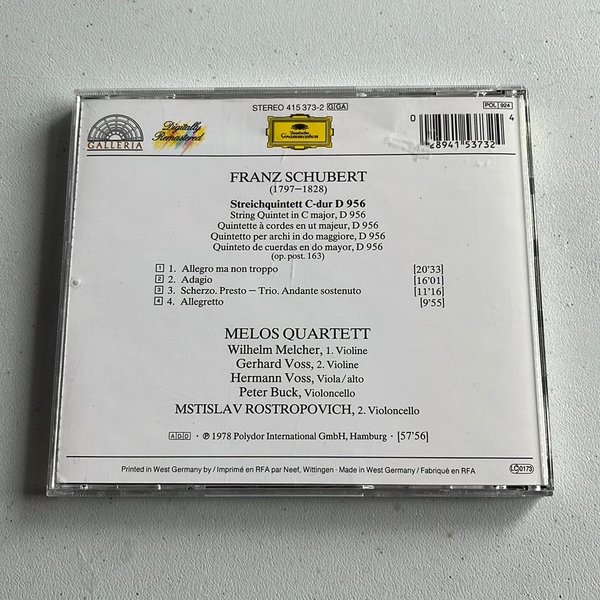 STEREO 415 373-2 GIGA
POL 924
GALLERIA
Digitally
Remastered
Deutsche
Grammophon
0 28941 53732 4
FRANZ SCHUBERT
(1797–1828)
Streichquintett C-dur D 956
String Quintet in C major, D 956
Quintette à cordes en ut majeur, D 956
Quintetto per archi in do maggiore, D 956
Quinteto de cuerdas en do mayor, D 956
(op. post. 163)
1 1. Allegro ma non troppo [20'33]
2 2. Adagio [16'01]
3 3. Scherzo. Presto – Trio. Andante sostenuto [11'16]
4 4. Allegretto [9'55]
MELOS QUARTETT
Wilhelm Melcher, 1. Violine
Gerhard Voss, 2. Violine
Hermann Voss, Viola/alto
Peter Buck, Violoncello
MSTISLAV ROSTROPOVICH, 2. Violoncello
ADD · ℗ 1978 Polydor International GmbH, Hamburg · [57'56]
Printed in West Germany by / Imprimé en RFA par Neef, Wittingen · Made in West Germany / Fabriqué en RFA
LC 0173